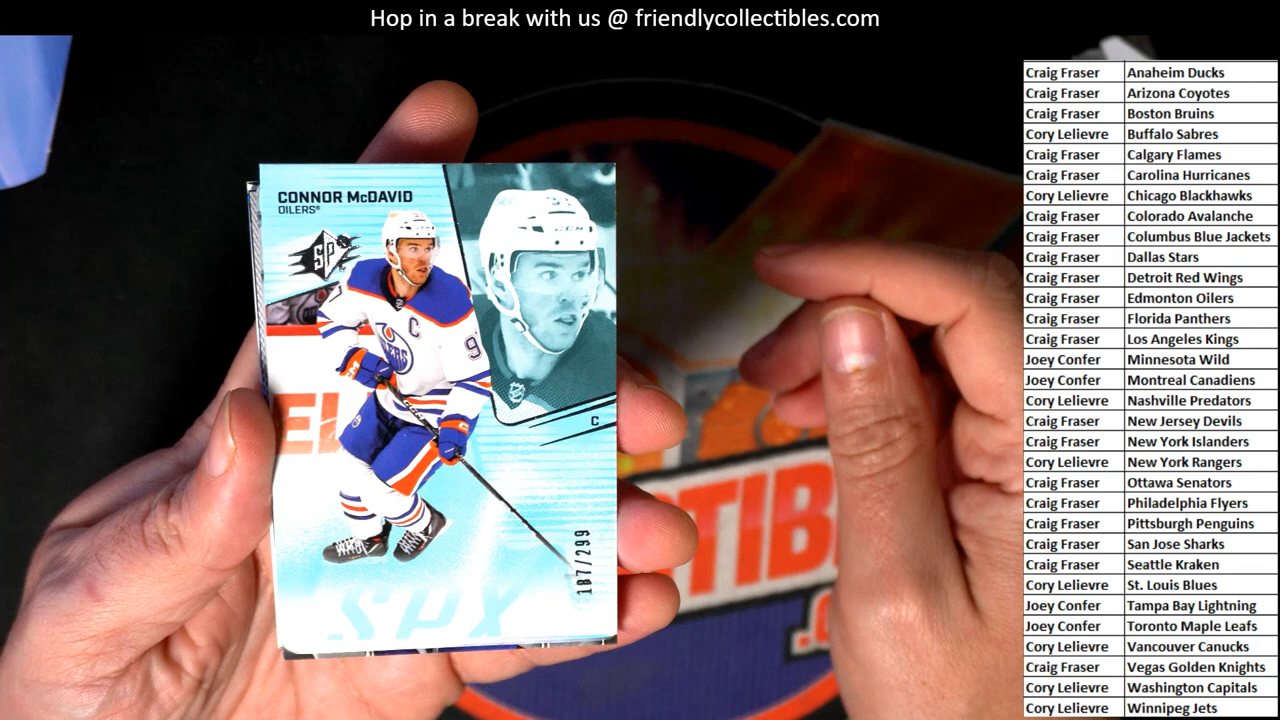 Hop in a break with us @ friendlycollectibles.com
CONNOR McDAVID
OILERS®
SPX
C
OILERS
9
CCM
C
187/299
SPX
TIB
Craig Fraser Anaheim Ducks
Craig Fraser Arizona Coyotes
Craig Fraser Boston Bruins
Cory Lelievre Buffalo Sabres
Craig Fraser Calgary Flames
Craig Fraser Carolina Hurricanes
Cory Lelievre Chicago Blackhawks
Craig Fraser Colorado Avalanche
Craig Fraser Columbus Blue Jackets
Craig Fraser Dallas Stars
Craig Fraser Detroit Red Wings
Craig Fraser Edmonton Oilers
Craig Fraser Florida Panthers
Craig Fraser Los Angeles Kings
Joey Confer Minnesota Wild
Joey Confer Montreal Canadiens
Cory Lelievre Nashville Predators
Craig Fraser New Jersey Devils
Craig Fraser New York Islanders
Cory Lelievre New York Rangers
Craig Fraser Ottawa Senators
Craig Fraser Philadelphia Flyers
Craig Fraser Pittsburgh Penguins
Craig Fraser San Jose Sharks
Craig Fraser Seattle Kraken
Cory Lelievre St. Louis Blues
Joey Confer Tampa Bay Lightning
Joey Confer Toronto Maple Leafs
Cory Lelievre Vancouver Canucks
Craig Fraser Vegas Golden Knights
Cory Lelievre Washington Capitals
Cory Lelievre Winnipeg Jets